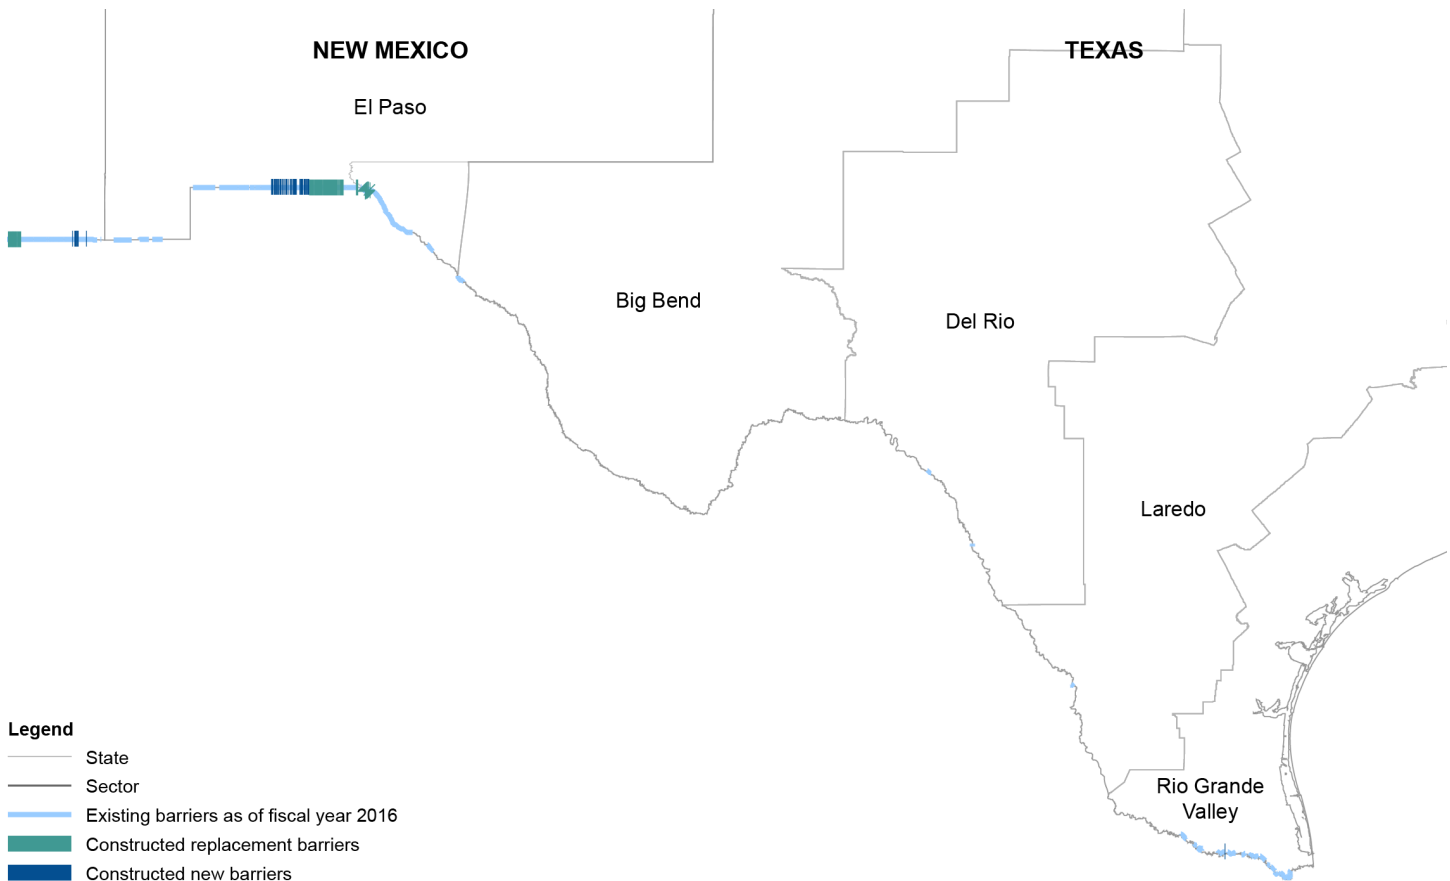 NEW MEXICO
TEXAS
El Paso
Big Bend
Del Rio
Laredo
Rio Grande
Valley
Legend
State
Sector
Existing barriers as of fiscal year 2016
Constructed replacement barriers
Constructed new barriers